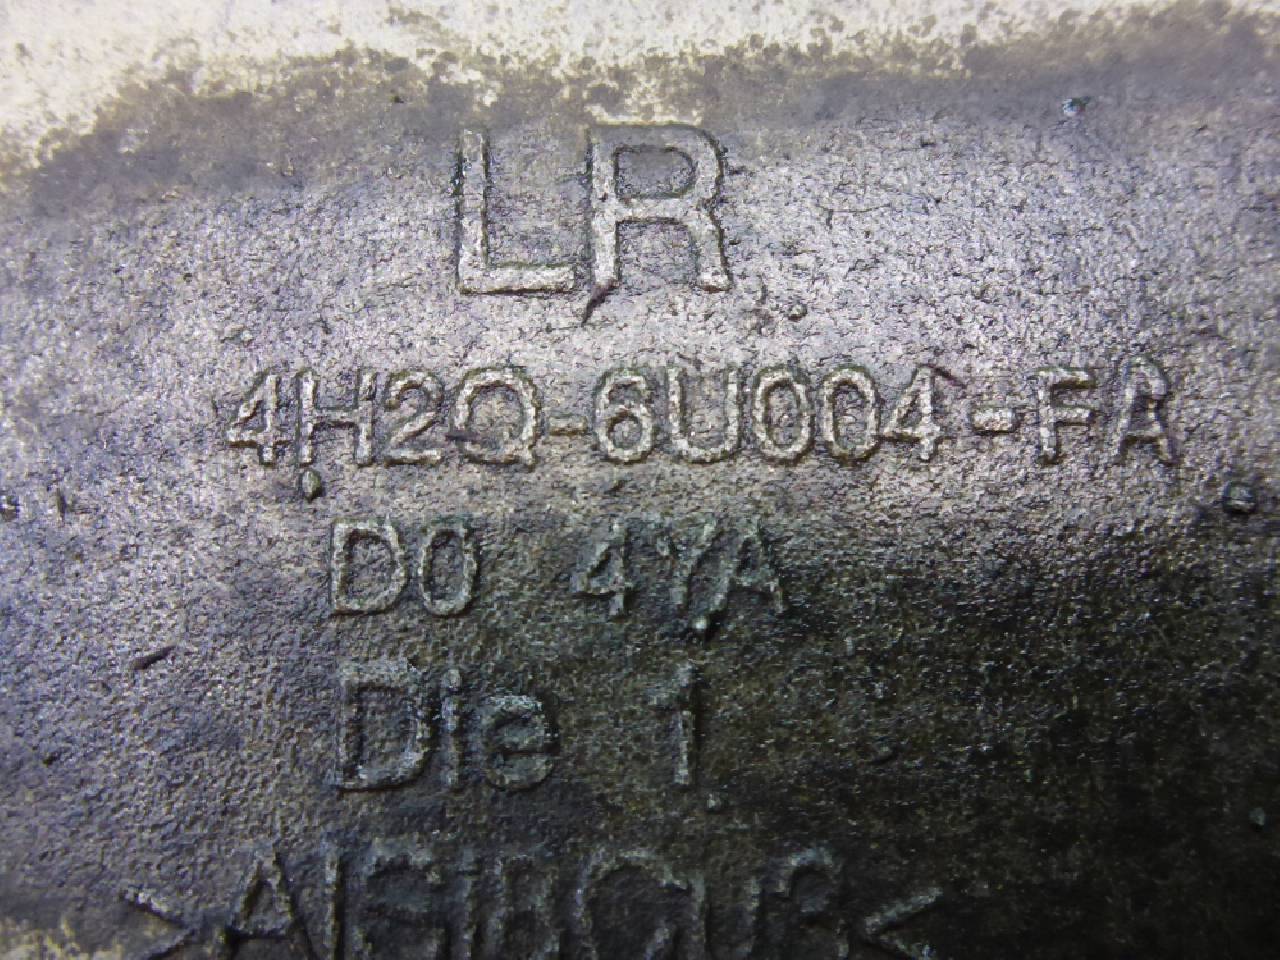 LR
4H2Q-6U004-FA
D0 4YA
Die 1